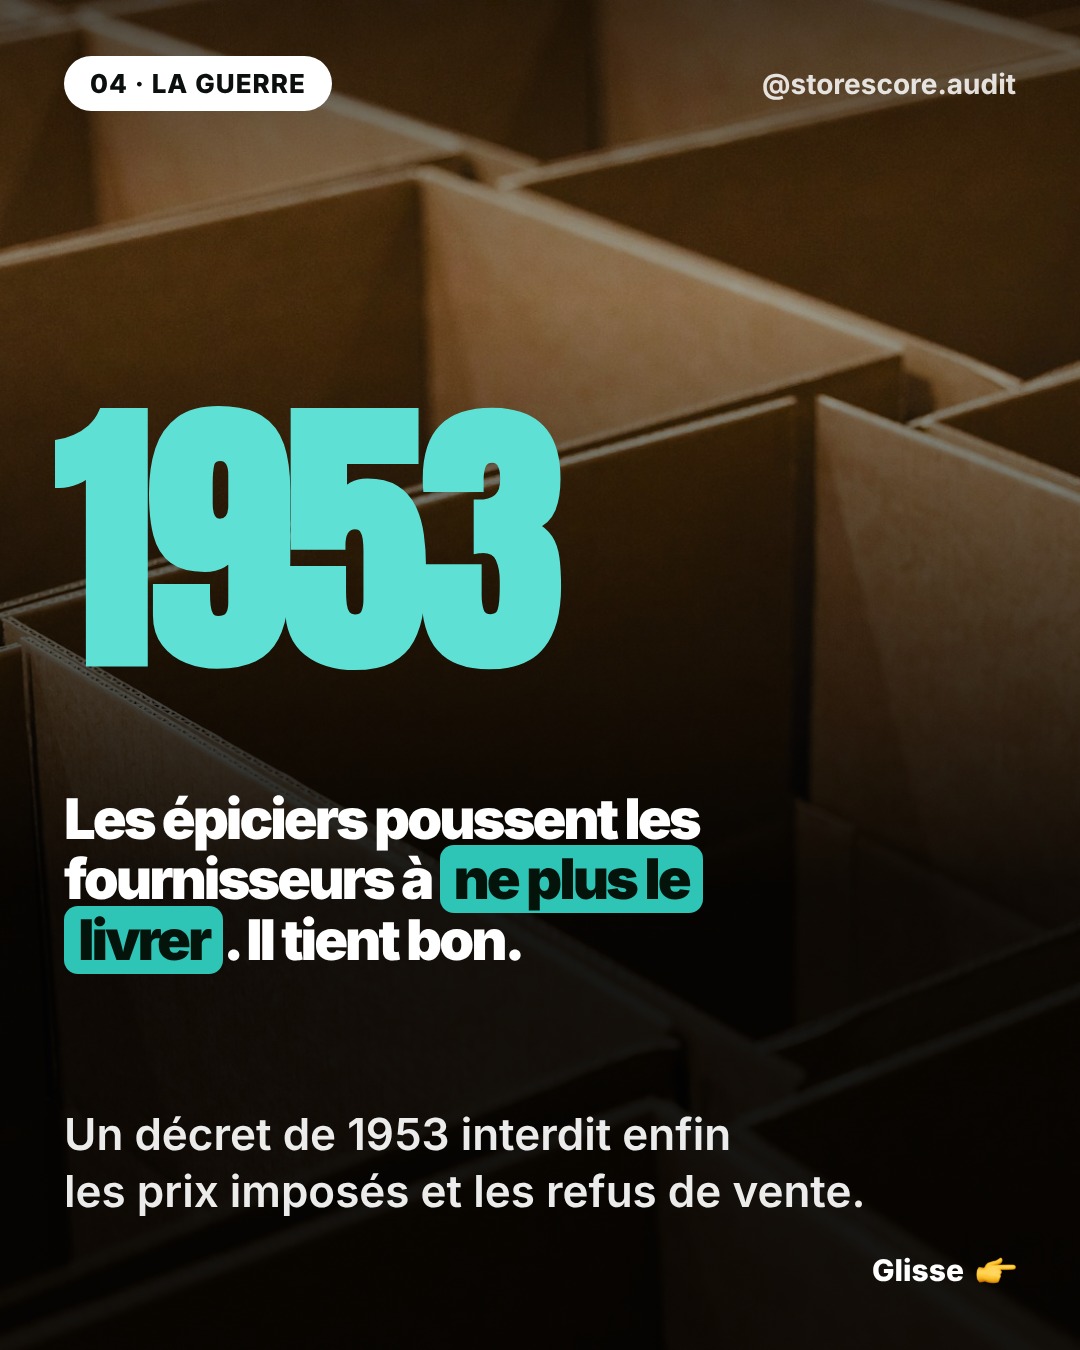 04 · LA GUERRE
@storescore.audit
1953
Les épiciers poussent les
fournisseurs à ne plus le
livrer . Il tient bon.
Un décret de 1953 interdit enfin
les prix imposés et les refus de vente.
Glisse 👉